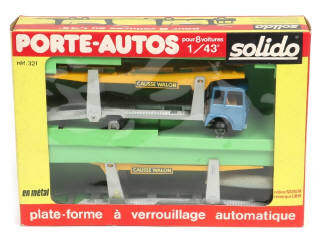 PORTE-AUTOS
pour 8 voitures
1/43e
solido
réf. 321
CAUSSE WALON
CAUSSE WALON
en métal
plate-forme à verrouillage automatique